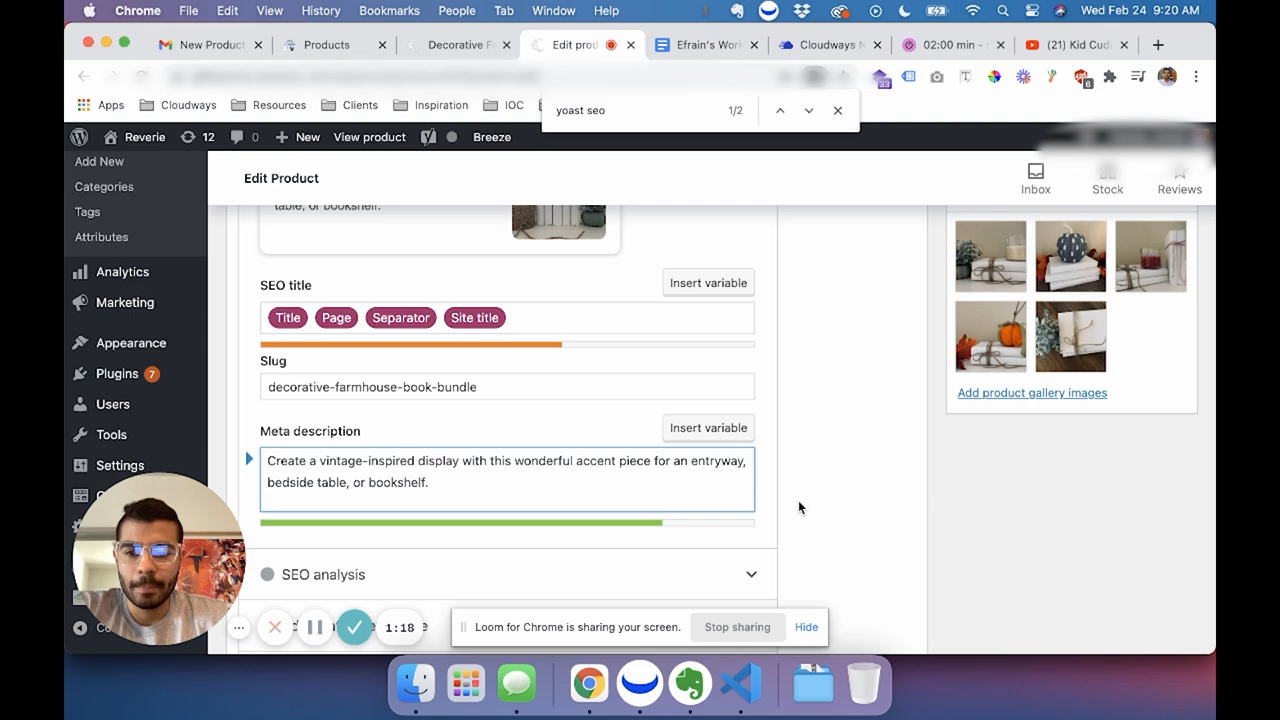 Chrome File Edit View History Bookmarks People Tab Window Help
Wed Feb 24 9:20 AM
New Product
Products
Decorative F
Edit prod
Efrain's Wor
Cloudways N
02:00 min -
(21) Kid Cudi
33
6
Apps Cloudways Resources Clients Inspiration IOC
yoast seo 1/2
Reverie 12 0 New View product Breeze
Add New
Categories
Tags
Attributes
Analytics
Marketing
Appearance
Plugins 7
Users
Tools
Settings
Edit Product
Inbox Stock Reviews
table, or bookshelf.
SEO title
Insert variable
Title Page Separator Site title
Slug
decorative-farmhouse-book-bundle
Meta description
Insert variable
Create a vintage-inspired display with this wonderful accent piece for an entryway,
bedside table, or bookshelf.
SEO analysis
Add product gallery images
1:18
Loom for Chrome is sharing your screen. Stop sharing Hide